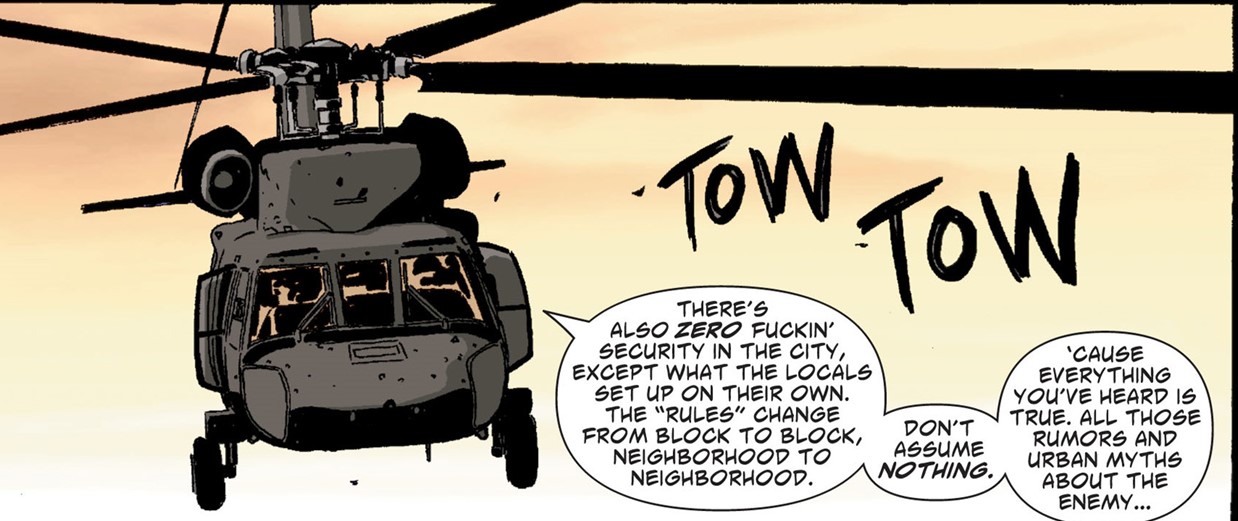 TOW
TOW
THERE'S
ALSO ZERO FUCKIN'
SECURITY IN THE CITY,
EXCEPT WHAT THE LOCALS
SET UP ON THEIR OWN.
THE "RULES" CHANGE
FROM BLOCK TO BLOCK,
NEIGHBORHOOD TO
NEIGHBORHOOD.
DON'T
ASSUME
NOTHING.
'CAUSE
EVERYTHING
YOU'VE HEARD IS
TRUE. ALL THOSE
RUMORS AND
URBAN MYTHS
ABOUT THE
ENEMY...